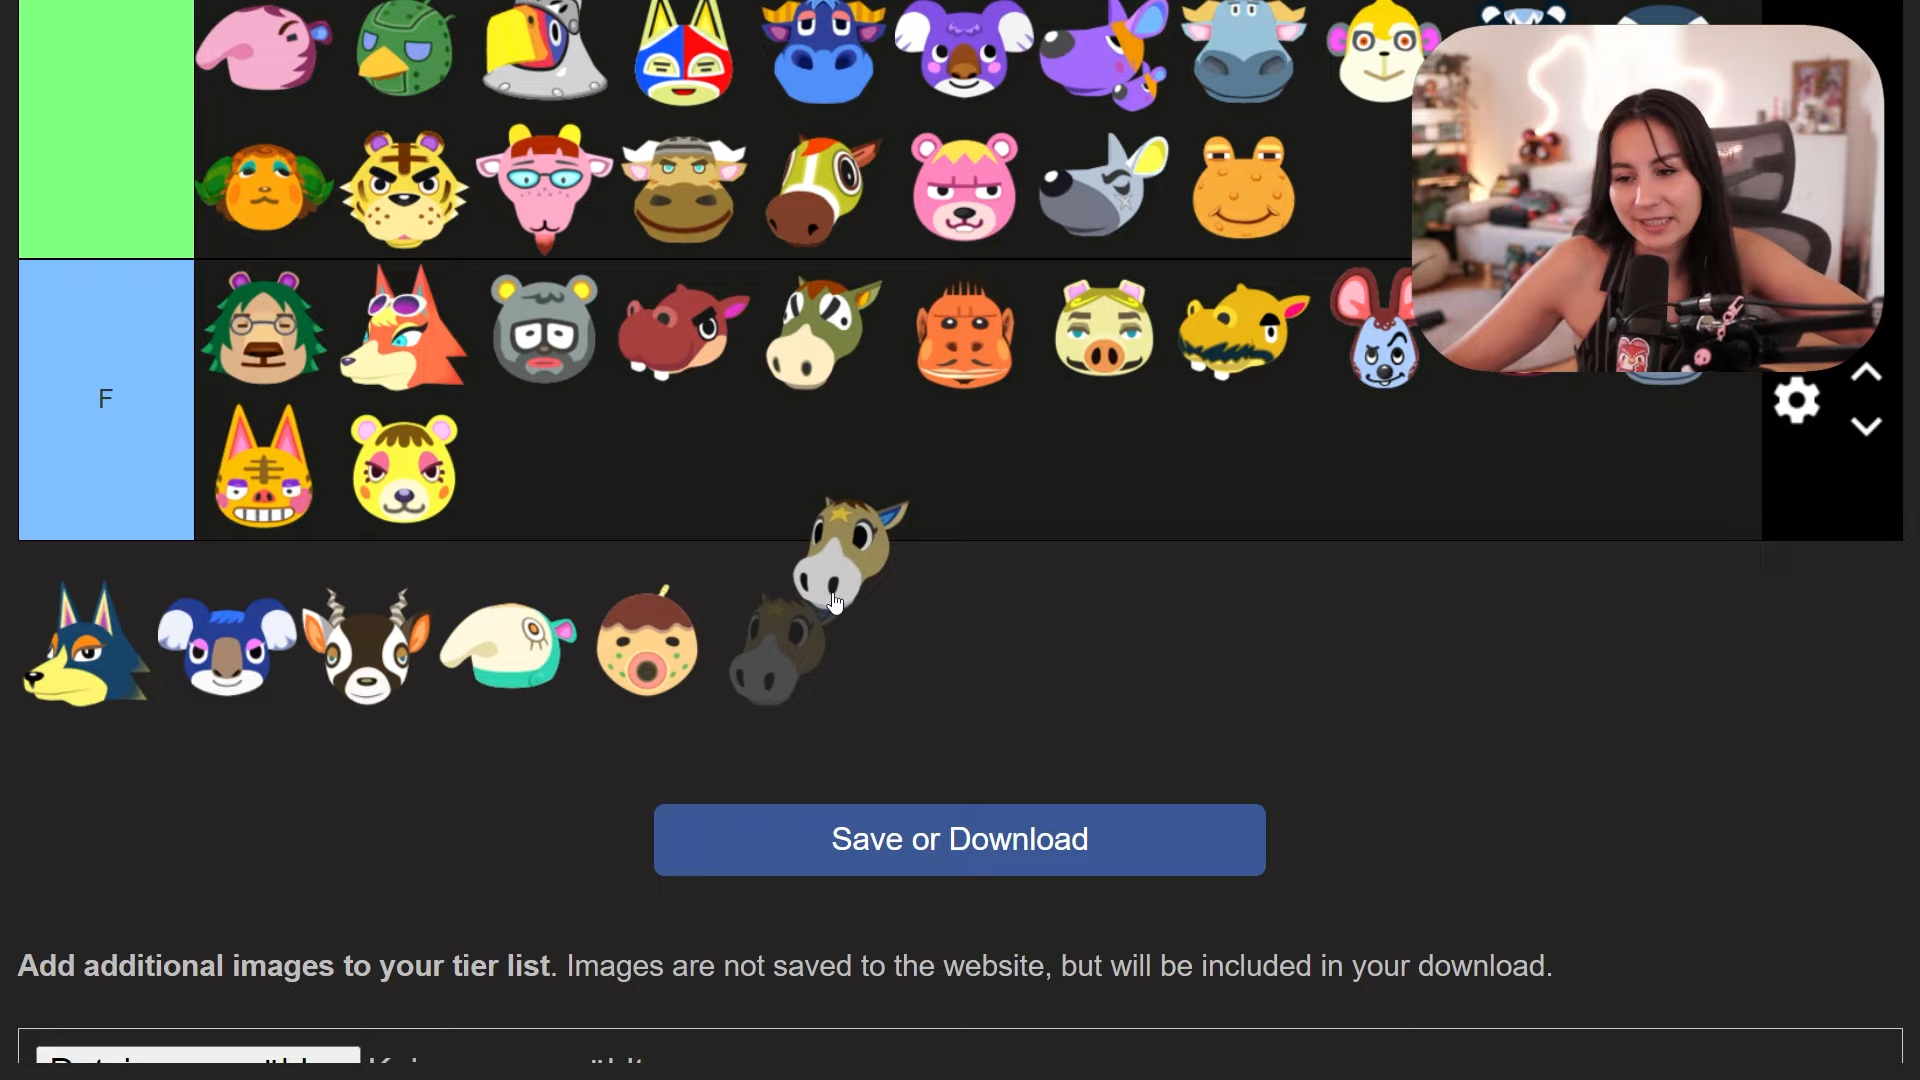 F
Save or Download
Add additional images to your tier list. Images are not saved to the website, but will be included in your download.